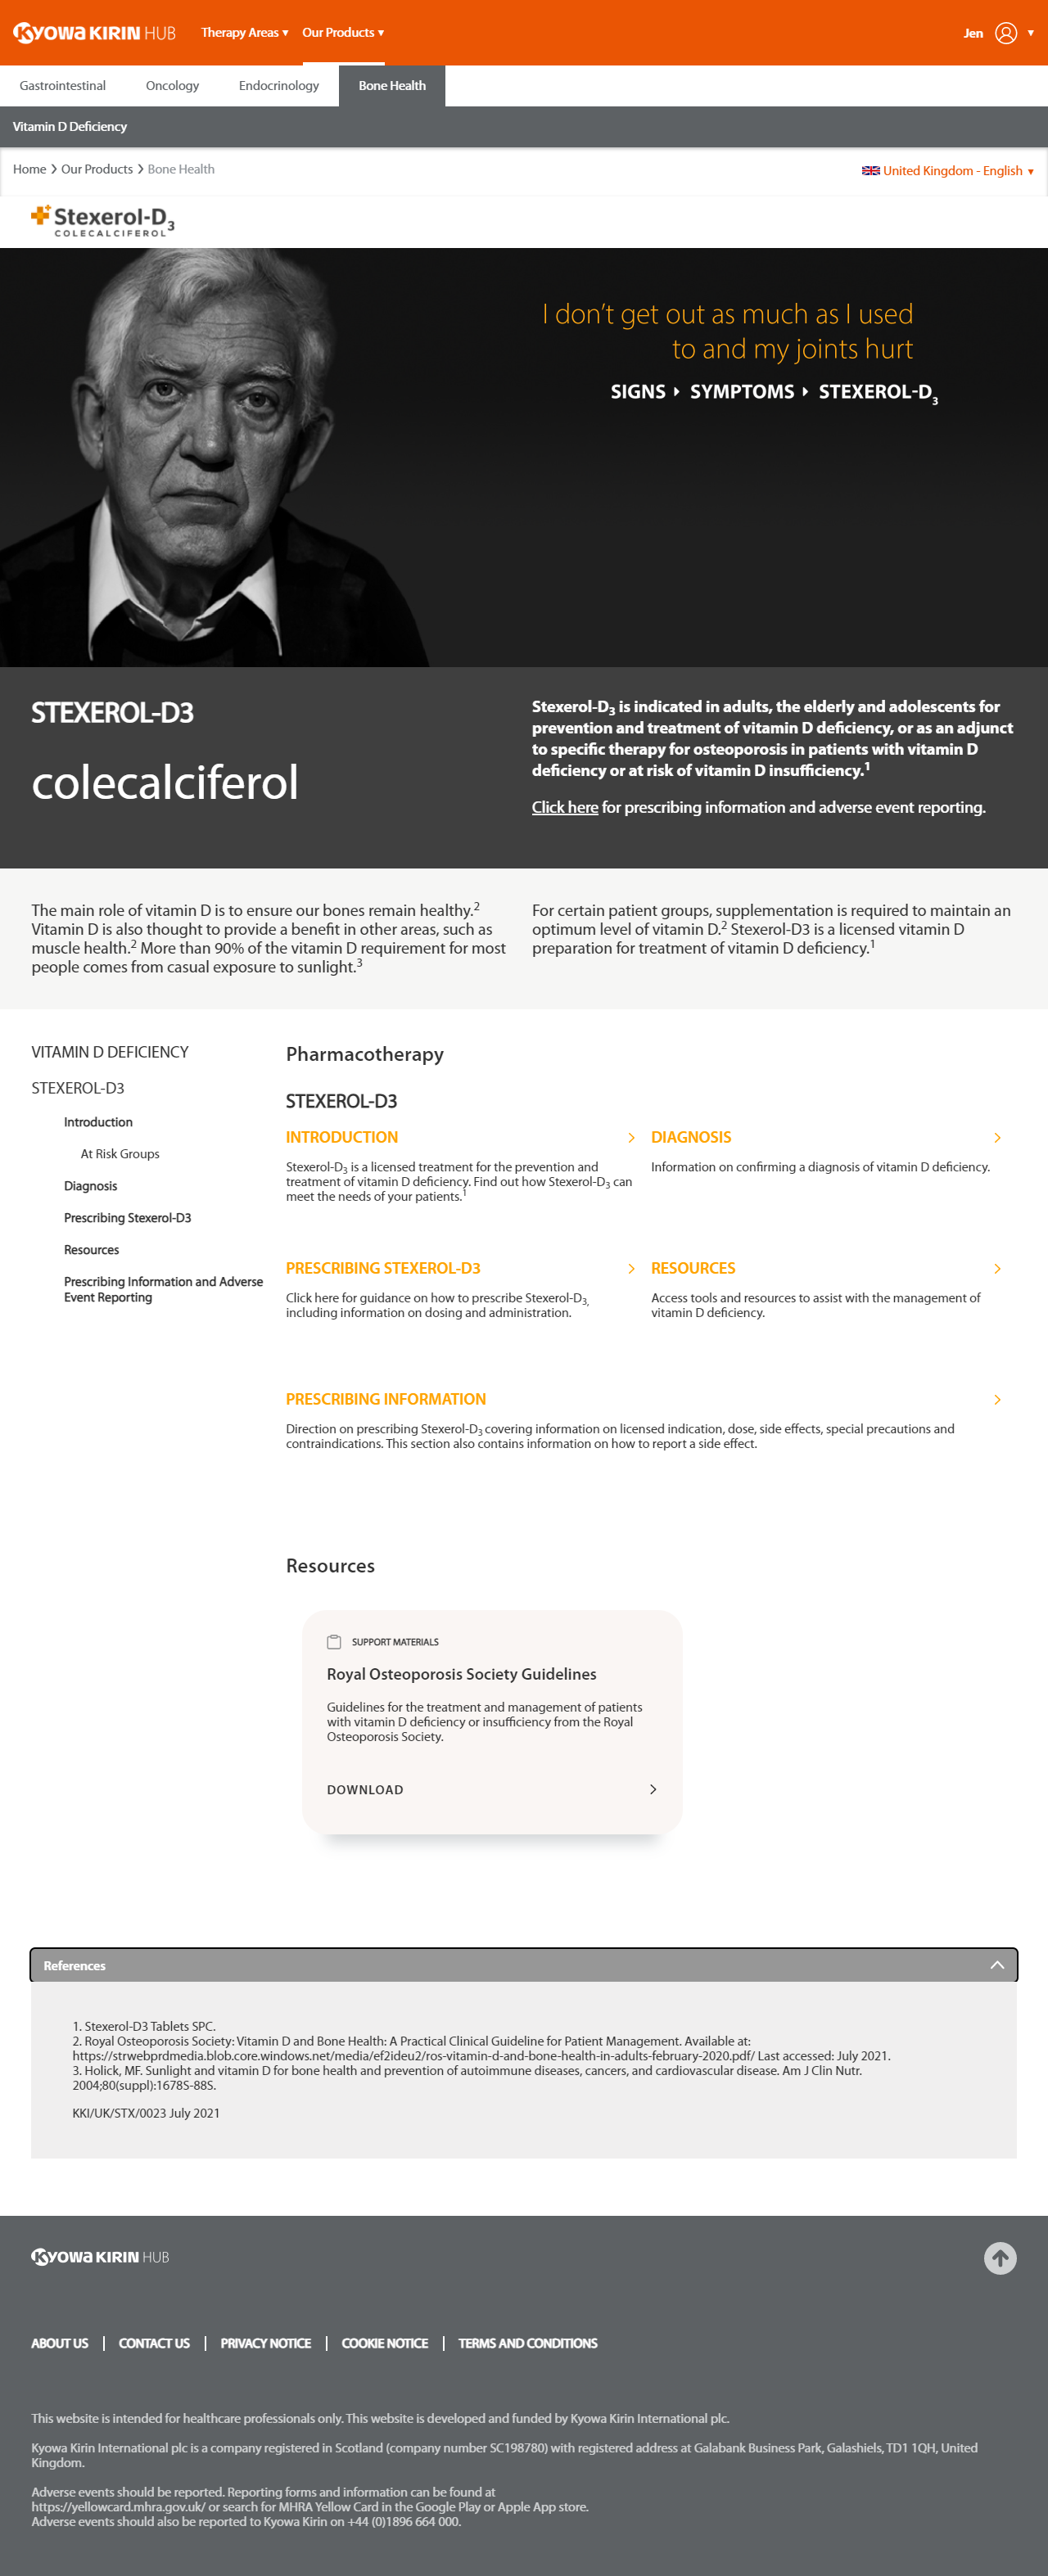 KYOWA KIRIN HUB
Therapy Areas ▼ Our Products ▼
Jen ▼
Gastrointestinal Oncology Endocrinology Bone Health
Vitamin D Deficiency
Home > Our Products > Bone Health
United Kingdom - English ▼
Stexerol-D3
COLECALCIFEROL
I don't get out as much as I used
to and my joints hurt
SIGNS SYMPTOMS STEXEROL-D3
STEXEROL-D3
colecalciferol
Stexerol-D3 is indicated in adults, the elderly and adolescents for
prevention and treatment of vitamin D deficiency, or as an adjunct
to specific therapy for osteoporosis in patients with vitamin D
deficiency or at risk of vitamin D insufficiency.1
Click here for prescribing information and adverse event reporting.
The main role of vitamin D is to ensure our bones remain healthy.2
Vitamin D is also thought to provide a benefit in other areas, such as
muscle health.2 More than 90% of the vitamin D requirement for most
people comes from casual exposure to sunlight.3
For certain patient groups, supplementation is required to maintain an
optimum level of vitamin D.2 Stexerol-D3 is a licensed vitamin D
preparation for treatment of vitamin D deficiency.1
VITAMIN D DEFICIENCY
STEXEROL-D3
Introduction
At Risk Groups
Diagnosis
Prescribing Stexerol-D3
Resources
Prescribing Information and Adverse
Event Reporting
Pharmacotherapy
STEXEROL-D3
INTRODUCTION
Stexerol-D3 is a licensed treatment for the prevention and
treatment of vitamin D deficiency. Find out how Stexerol-D3 can
meet the needs of your patients.1
DIAGNOSIS
Information on confirming a diagnosis of vitamin D deficiency.
PRESCRIBING STEXEROL-D3
Click here for guidance on how to prescribe Stexerol-D3,
including information on dosing and administration.
RESOURCES
Access tools and resources to assist with the management of
vitamin D deficiency.
PRESCRIBING INFORMATION
Direction on prescribing Stexerol-D3 covering information on licensed indication, dose, side effects, special precautions and
contraindications. This section also contains information on how to report a side effect.
Resources
SUPPORT MATERIALS
Royal Osteoporosis Society Guidelines
Guidelines for the treatment and management of patients
with vitamin D deficiency or insufficiency from the Royal
Osteoporosis Society.
DOWNLOAD
References
1. Stexerol-D3 Tablets SPC.
2. Royal Osteoporosis Society: Vitamin D and Bone Health: A Practical Clinical Guideline for Patient Management. Available at:
https://strwebprdmedia.blob.core.windows.net/media/ef2ideu2/ros-vitamin-d-and-bone-health-in-adults-february-2020.pdf/ Last accessed: July 2021.
3. Holick, MF. Sunlight and vitamin D for bone health and prevention of autoimmune diseases, cancers, and cardiovascular disease. Am J Clin Nutr.
2004;80(suppl):1678S-88S.
KKI/UK/STX/0023 July 2021
KYOWA KIRIN HUB
ABOUT US | CONTACT US | PRIVACY NOTICE | COOKIE NOTICE | TERMS AND CONDITIONS
This website is intended for healthcare professionals only. This website is developed and funded by Kyowa Kirin International plc.
Kyowa Kirin International plc is a company registered in Scotland (company number SC198780) with registered address at Galabank Business Park, Galashiels, TD1 1QH, United
Kingdom.
Adverse events should be reported. Reporting forms and information can be found at
https://yellowcard.mhra.gov.uk/ or search for MHRA Yellow Card in the Google Play or Apple App store.
Adverse events should also be reported to Kyowa Kirin on +44 (0)1896 664 000.